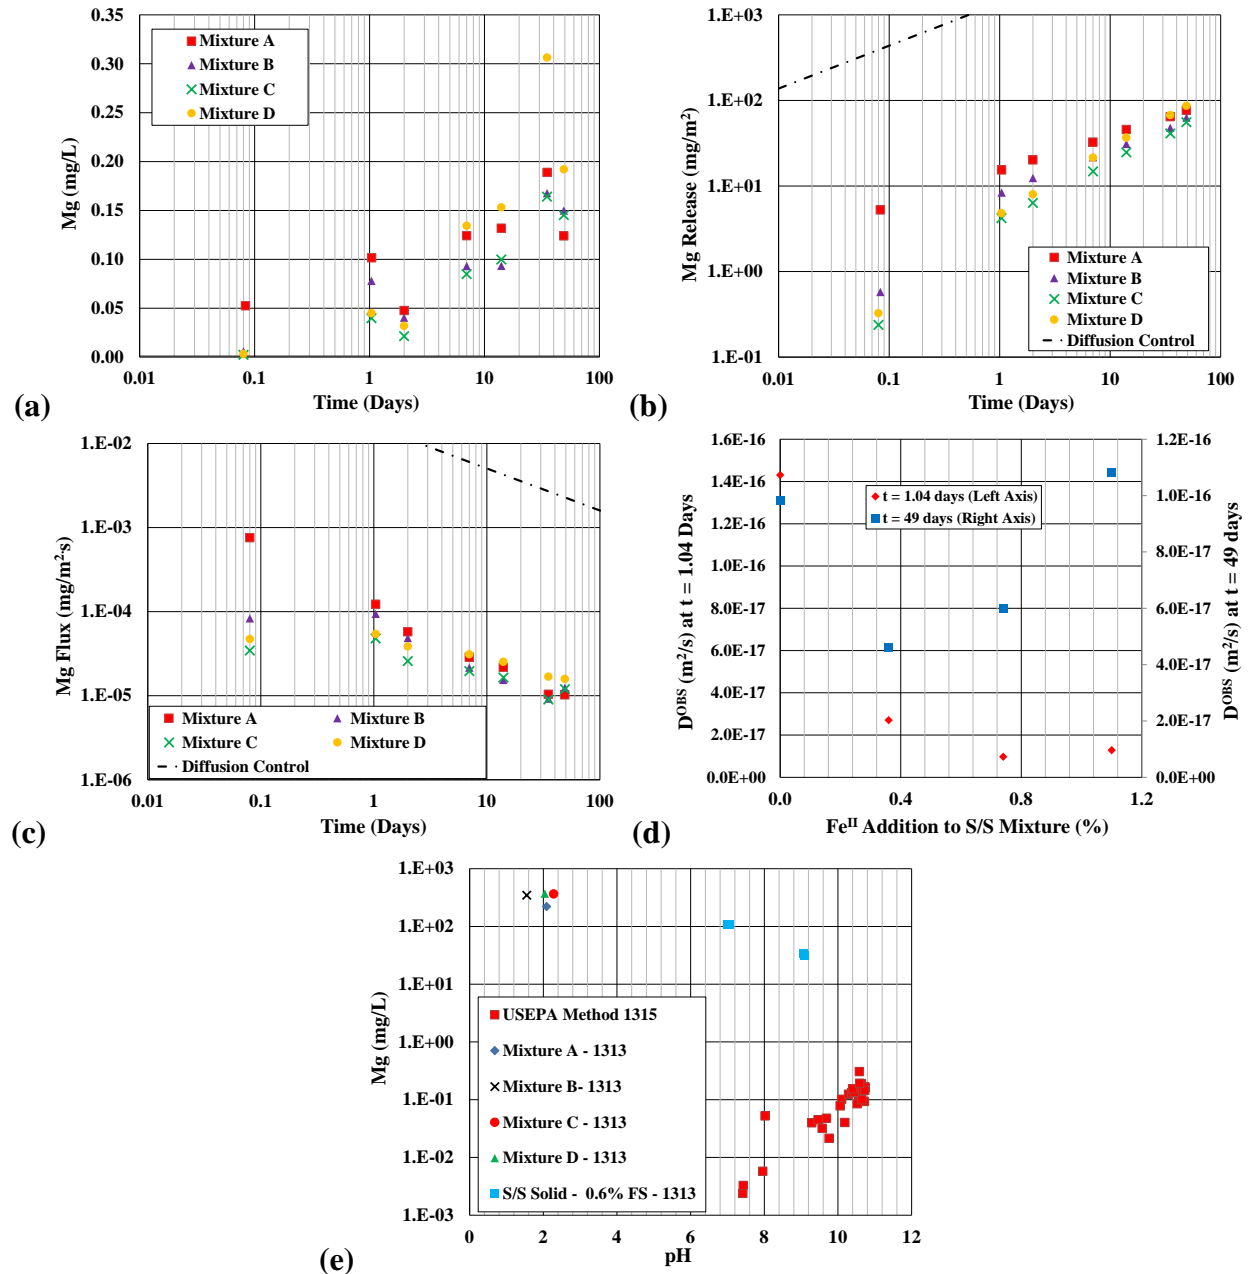 Mg (mg/L)
0.30
0.25
0.20
0.15
0.10
0.05
0.00
Mixture A
Mixture B
Mixture C
Mixture D
0.01
0.1
1
10
100
Time (Days)
(a)
Mg Release (mg/m²)
1.E+03
1.E+02
1.E+01
1.E+00
1.E-01
Mixture A
Mixture B
Mixture C
Mixture D
Diffusion Control
0.01
0.1
1
10
100
Time (Days)
(b)
Mg Flux (mg/m²·s)
1.E-02
1.E-03
1.E-04
1.E-05
1.E-06
Mixture A
Mixture B
Mixture C
Mixture D
Diffusion Control
0.01
0.1
1
10
100
Time (Days)
(c)
Dᴼᴮˢ (m²/s) at t = 1.04 Days
1.6E-16
1.4E-16
1.2E-16
1.0E-16
8.0E-17
6.0E-17
4.0E-17
2.0E-17
0.0E+00
t = 1.04 days (Left Axis)
t = 49 days (Right Axis)
1.2E-16
1.0E-16
8.0E-17
6.0E-17
4.0E-17
2.0E-17
0.0E+00
Dᴼᴮˢ (m²/s) at t = 49 days
0.0
0.4
0.8
1.2
Feᴵᴵ Addition to S/S Mixture (%)
(d)
Mg (mg/L)
1.E+03
1.E+02
1.E+01
1.E+00
1.E-01
1.E-02
1.E-03
USEPA Method 1315
Mixture A - 1313
Mixture B- 1313
Mixture C - 1313
Mixture D - 1313
S/S Solid - 0.6% FS - 1313
0
2
4
6
8
10
12
pH
(e)